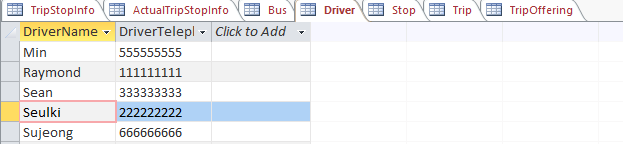 TripStopInfo ActualTripStopInfo Bus Driver Stop Trip TripOffering
DriverName DriverTelepl Click to Add
Min 555555555
Raymond 111111111
Sean 333333333
Seulki 222222222
Sujeong 666666666